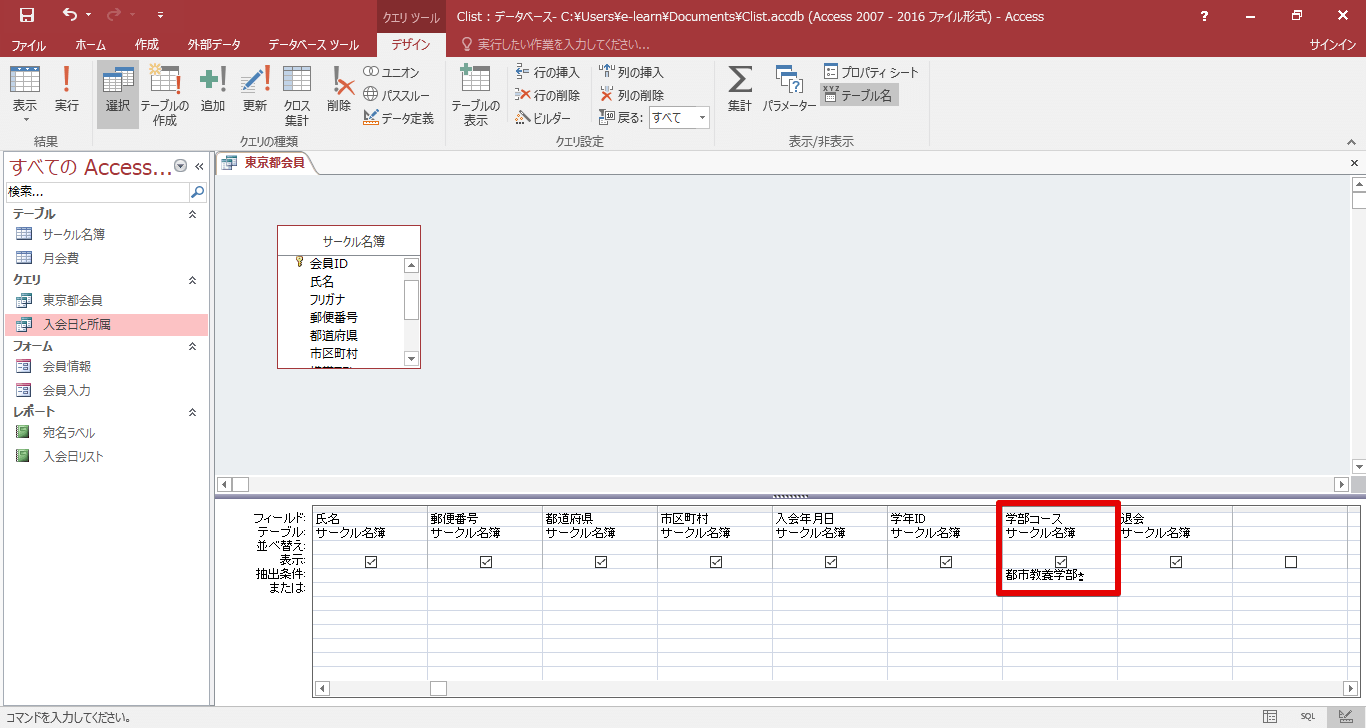 クエリ ツール
Clist : データベース- C:¥Users¥e-learn¥Documents¥Clist.accdb (Access 2007 - 2016 ファイル形式) - Access
?
ファイル ホーム 作成 外部データ データベース ツール デザイン 実行したい作業を入力してください... サインイン
表示
実行
選択
テーブルの
作成
追加
更新
クロス
集計
削除
ユニオン
パススルー
データ定義
テーブルの
表示
行の挿入
行の削除
ビルダー
列の挿入
列の削除
戻る: すべて
集計
パラメーター
プロパティ シート
XYZ テーブル名
結果 クエリの種類 クエリ設定 表示/非表示
すべての Access...
検索...
テーブル
サークル名簿
月会費
クエリ
東京都会員
入会日と所属
フォーム
会員情報
会員入力
レポート
宛名ラベル
入会日リスト
東京都会員
サークル名簿
会員ID
氏名
フリガナ
郵便番号
都道府県
市区町村
フィールド: 氏名 郵便番号 都道府県 市区町村 入会年月日 学年ID 学部コース 退会
テーブル: サークル名簿 サークル名簿 サークル名簿 サークル名簿 サークル名簿 サークル名簿 サークル名簿 サークル名簿
並べ替え:
表示:
抽出条件: 都市教養学部*
または:
コマンドを入力してください。
SQL